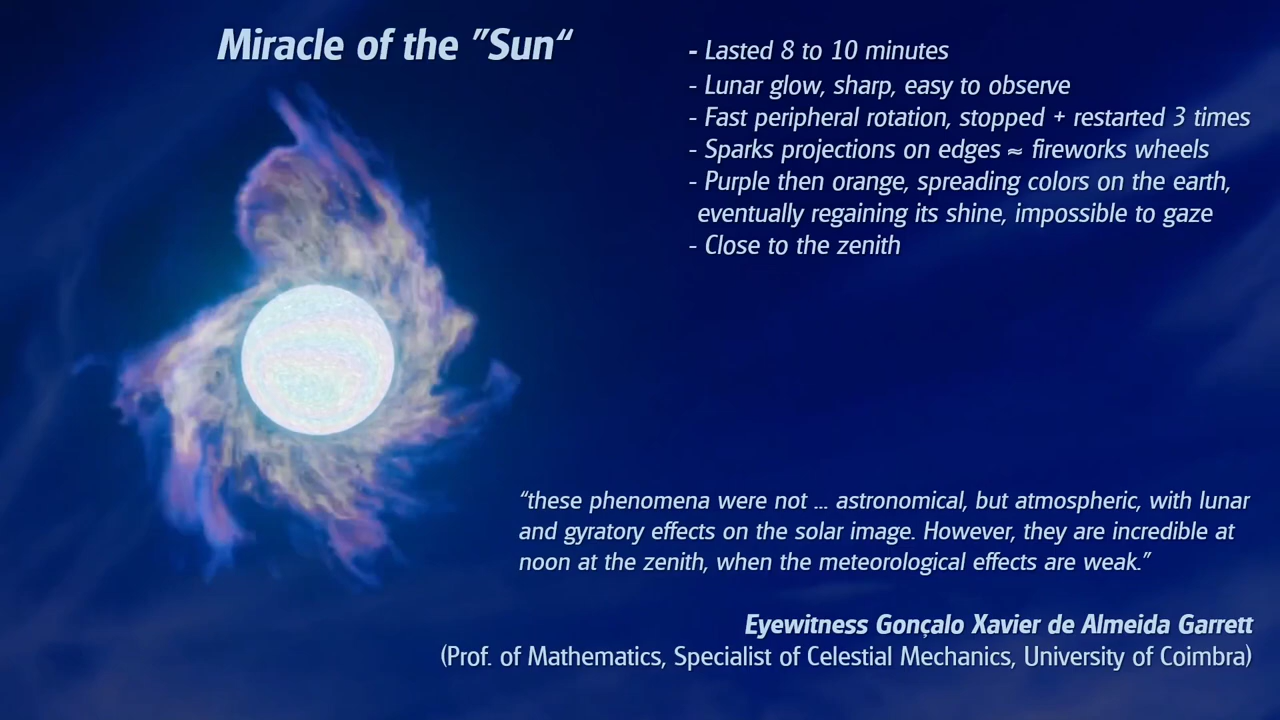 Miracle of the ”Sun“
- Lasted 8 to 10 minutes
- Lunar glow, sharp, easy to observe
- Fast peripheral rotation, stopped + restarted 3 times
- Sparks projections on edges ≈ fireworks wheels
- Purple then orange, spreading colors on the earth,
eventually regaining its shine, impossible to gaze
- Close to the zenith
“these phenomena were not ... astronomical, but atmospheric, with lunar
and gyratory effects on the solar image. However, they are incredible at
noon at the zenith, when the meteorological effects are weak.”
Eyewitness Gonçalo Xavier de Almeida Garrett
(Prof. of Mathematics, Specialist of Celestial Mechanics, University of Coimbra)